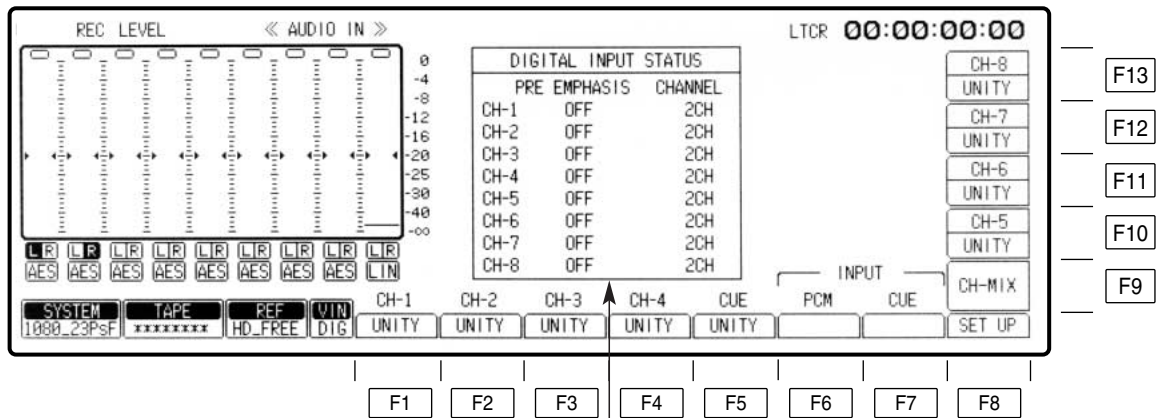 REC LEVEL
≪ AUDIO IN ≫
LTCR 00:00:00:00
0
-4
-8
-12
-16
-20
-25
-30
-40
-∞
L R L R L R L R L R L R L R L R L R
AES AES AES AES AES AES AES AES LIN
DIGITAL INPUT STATUS
PRE EMPHASIS CHANNEL
CH-1 OFF 2CH
CH-2 OFF 2CH
CH-3 OFF 2CH
CH-4 OFF 2CH
CH-5 OFF 2CH
CH-6 OFF 2CH
CH-7 OFF 2CH
CH-8 OFF 2CH
CH-8
UNITY
F13
CH-7
UNITY
F12
CH-6
UNITY
F11
CH-5
UNITY
F10
CH-MIX
F9
INPUT
SYSTEM TAPE REF VIN CH-1 CH-2 CH-3 CH-4 CUE PCM CUE
1080_23PsF ******** HD_FREE DIG UNITY UNITY UNITY UNITY UNITY SET UP
F1 F2 F3 F4 F5 F6 F7 F8